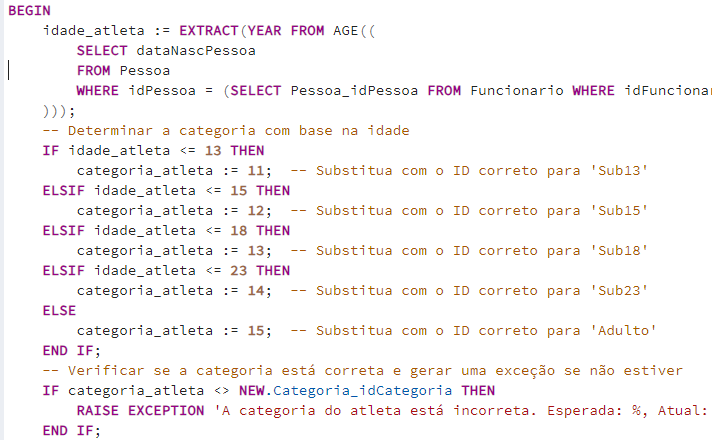 BEGIN
    idade_atleta := EXTRACT(YEAR FROM AGE((
        SELECT dataNascPessoa
        FROM Pessoa
        WHERE idPessoa = (SELECT Pessoa_idPessoa FROM Funcionario WHERE idFuncionar
    )));
    -- Determinar a categoria com base na idade
    IF idade_atleta <= 13 THEN
        categoria_atleta := 11;  -- Substitua com o ID correto para 'Sub13'
    ELSIF idade_atleta <= 15 THEN
        categoria_atleta := 12;  -- Substitua com o ID correto para 'Sub15'
    ELSIF idade_atleta <= 18 THEN
        categoria_atleta := 13;  -- Substitua com o ID correto para 'Sub18'
    ELSIF idade_atleta <= 23 THEN
        categoria_atleta := 14;  -- Substitua com o ID correto para 'Sub23'
    ELSE
        categoria_atleta := 15;  -- Substitua com o ID correto para 'Adulto'
    END IF;
    -- Verificar se a categoria está correta e gerar uma exceção se não estiver
    IF categoria_atleta <> NEW.Categoria_idCategoria THEN
        RAISE EXCEPTION 'A categoria do atleta está incorreta. Esperada: %, Atual:
    END IF;